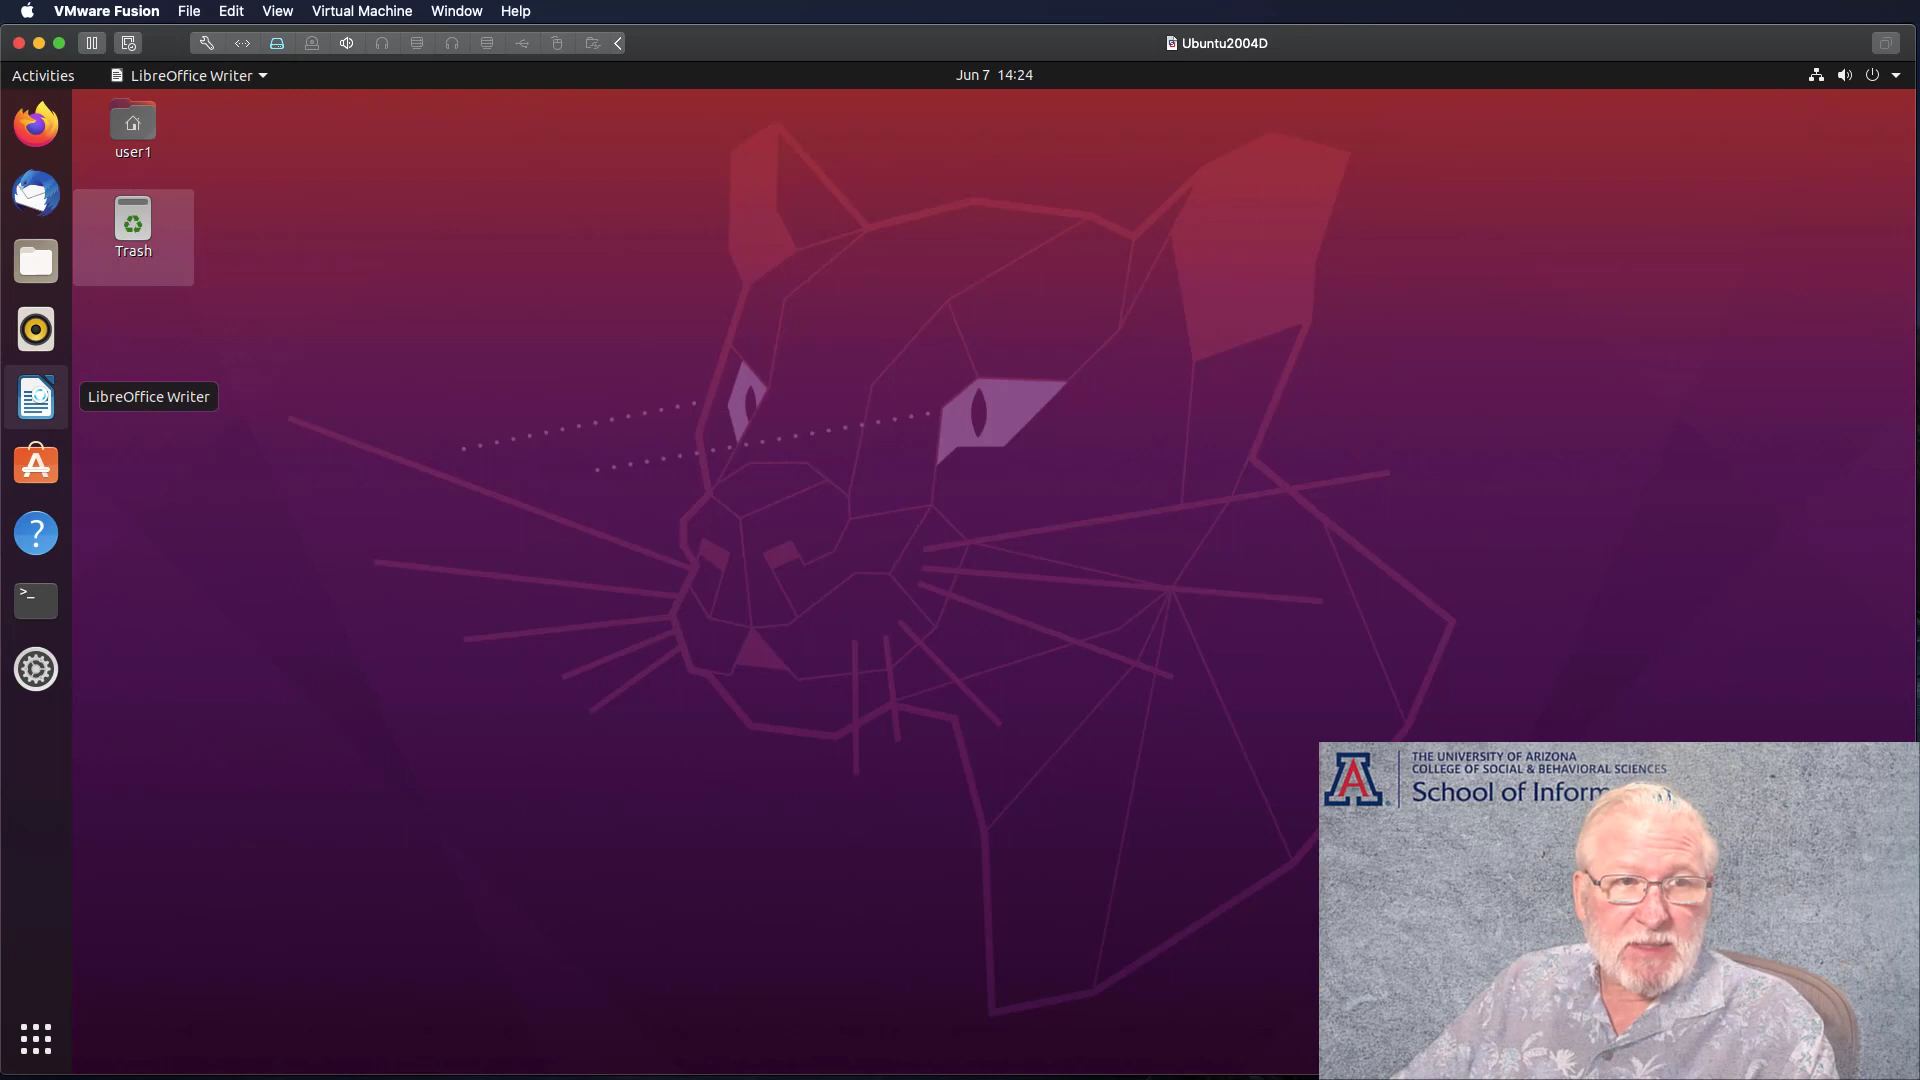 VMware Fusion File Edit View Virtual Machine Window Help
Ubuntu2004D
Activities LibreOffice Writer Jun 7 14:24
user1
Trash
LibreOffice Writer
>_
?
THE UNIVERSITY OF ARIZONA
COLLEGE OF SOCIAL & BEHAVIORAL SCIENCES
School of Inform